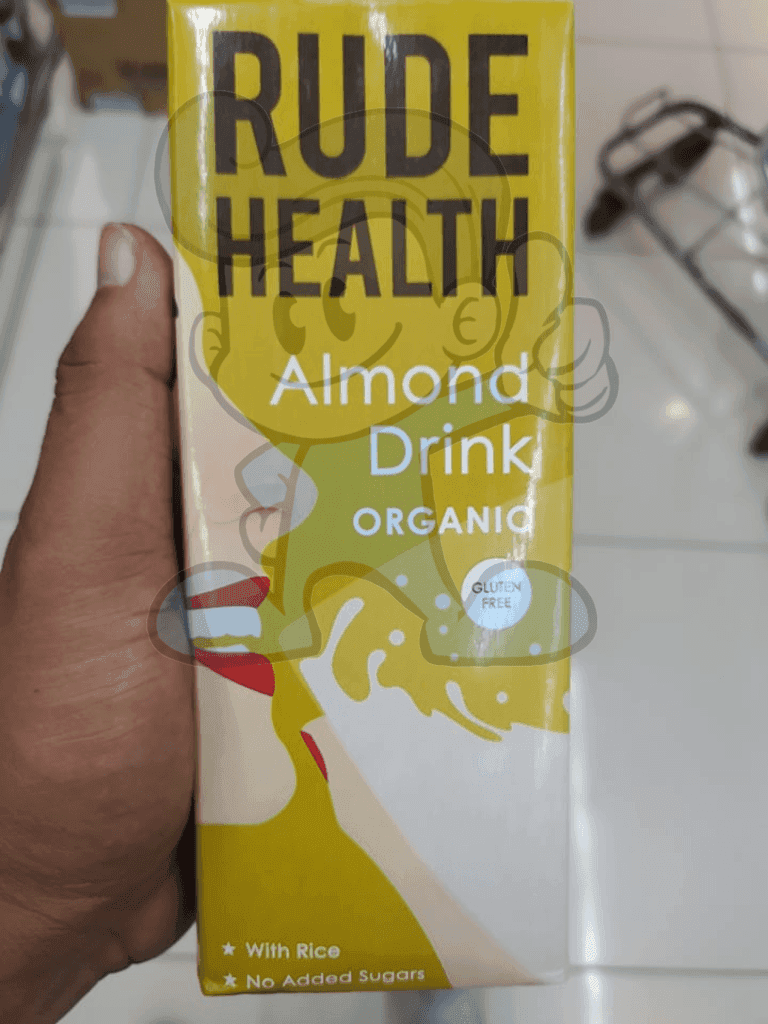 RUDE
HEALTH
Almond
Drink
ORGANIC
GLUTEN
FREE
★ With Rice
★ No Added Sugars